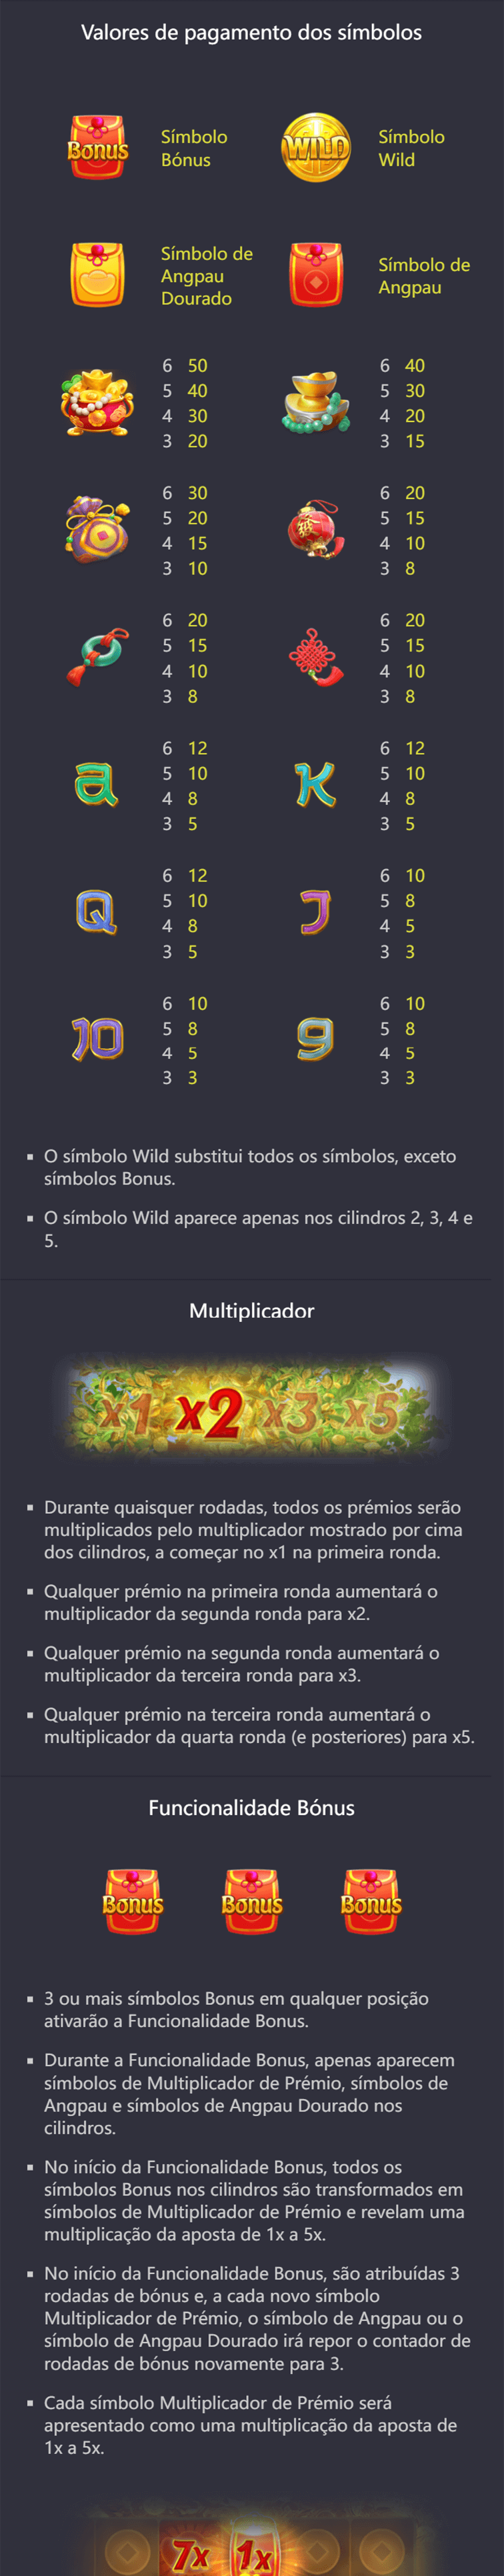 Valores de pagamento dos símbolos
Bonus
Símbolo
Bónus
WILD
Símbolo
Wild
Símbolo de
Angpau
Dourado
Símbolo de
Angpau
6 50
5 40
4 30
3 20
6 40
5 30
4 20
3 15
6 30
5 20
4 15
3 10
發
6 20
5 15
4 10
3 8
6 20
5 15
4 10
3 8
6 20
5 15
4 10
3 8
a
6 12
5 10
4 8
3 5
K
6 12
5 10
4 8
3 5
Q
6 12
5 10
4 8
3 5
J
6 10
5 8
4 5
3 3
10
6 10
5 8
4 5
3 3
9
6 10
5 8
4 5
3 3
▪ O símbolo Wild substitui todos os símbolos, exceto
símbolos Bonus.
▪ O símbolo Wild aparece apenas nos cilindros 2, 3, 4 e
5.
Multiplicador
x1 x2 x3 x5
▪ Durante quaisquer rodadas, todos os prémios serão
multiplicados pelo multiplicador mostrado por cima
dos cilindros, a começar no x1 na primeira ronda.
▪ Qualquer prémio na primeira ronda aumentará o
multiplicador da segunda ronda para x2.
▪ Qualquer prémio na segunda ronda aumentará o
multiplicador da terceira ronda para x3.
▪ Qualquer prémio na terceira ronda aumentará o
multiplicador da quarta ronda (e posteriores) para x5.
Funcionalidade Bónus
Bonus Bonus Bonus
▪ 3 ou mais símbolos Bonus em qualquer posição
ativarão a Funcionalidade Bonus.
▪ Durante a Funcionalidade Bonus, apenas aparecem
símbolos de Multiplicador de Prémio, símbolos de
Angpau e símbolos de Angpau Dourado nos
cilindros.
▪ No início da Funcionalidade Bonus, todos os
símbolos Bonus nos cilindros são transformados em
símbolos de Multiplicador de Prémio e revelam uma
multiplicação da aposta de 1x a 5x.
▪ No início da Funcionalidade Bonus, são atribuídas 3
rodadas de bónus e, a cada novo símbolo
Multiplicador de Prémio, o símbolo de Angpau ou o
símbolo de Angpau Dourado irá repor o contador de
rodadas de bónus novamente para 3.
▪ Cada símbolo Multiplicador de Prémio será
apresentado como uma multiplicação da aposta de
1x a 5x.
7x 1x